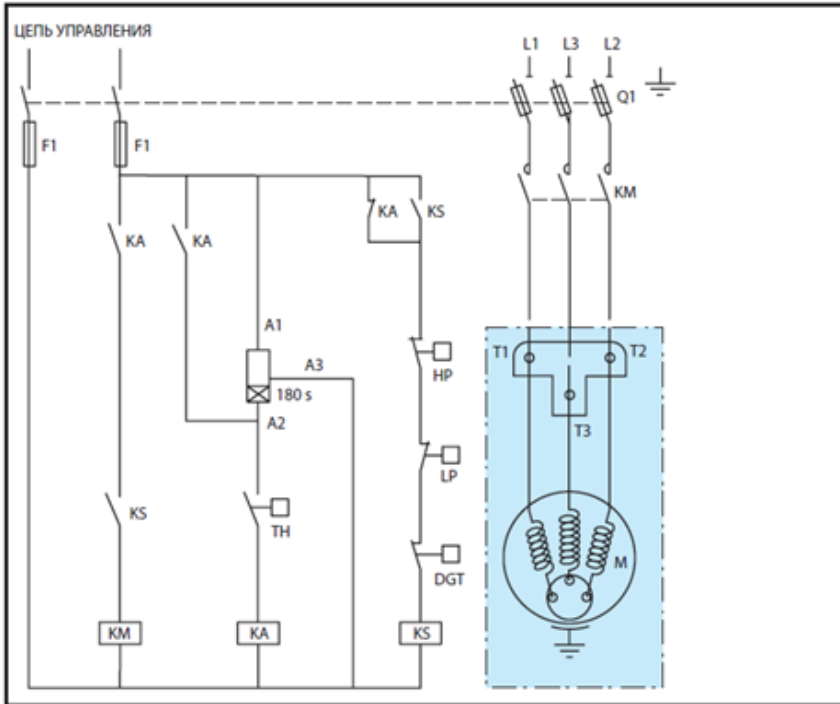 ЦЕПЬ УПРАВЛЕНИЯ
L1 L3 L2
Q1
F1 F1
KM
KA KS
KA KA
A1
T1 T2
A3
HP
180 s
A2
T3
LP
KS
TH
DGT
M
KM KA KS